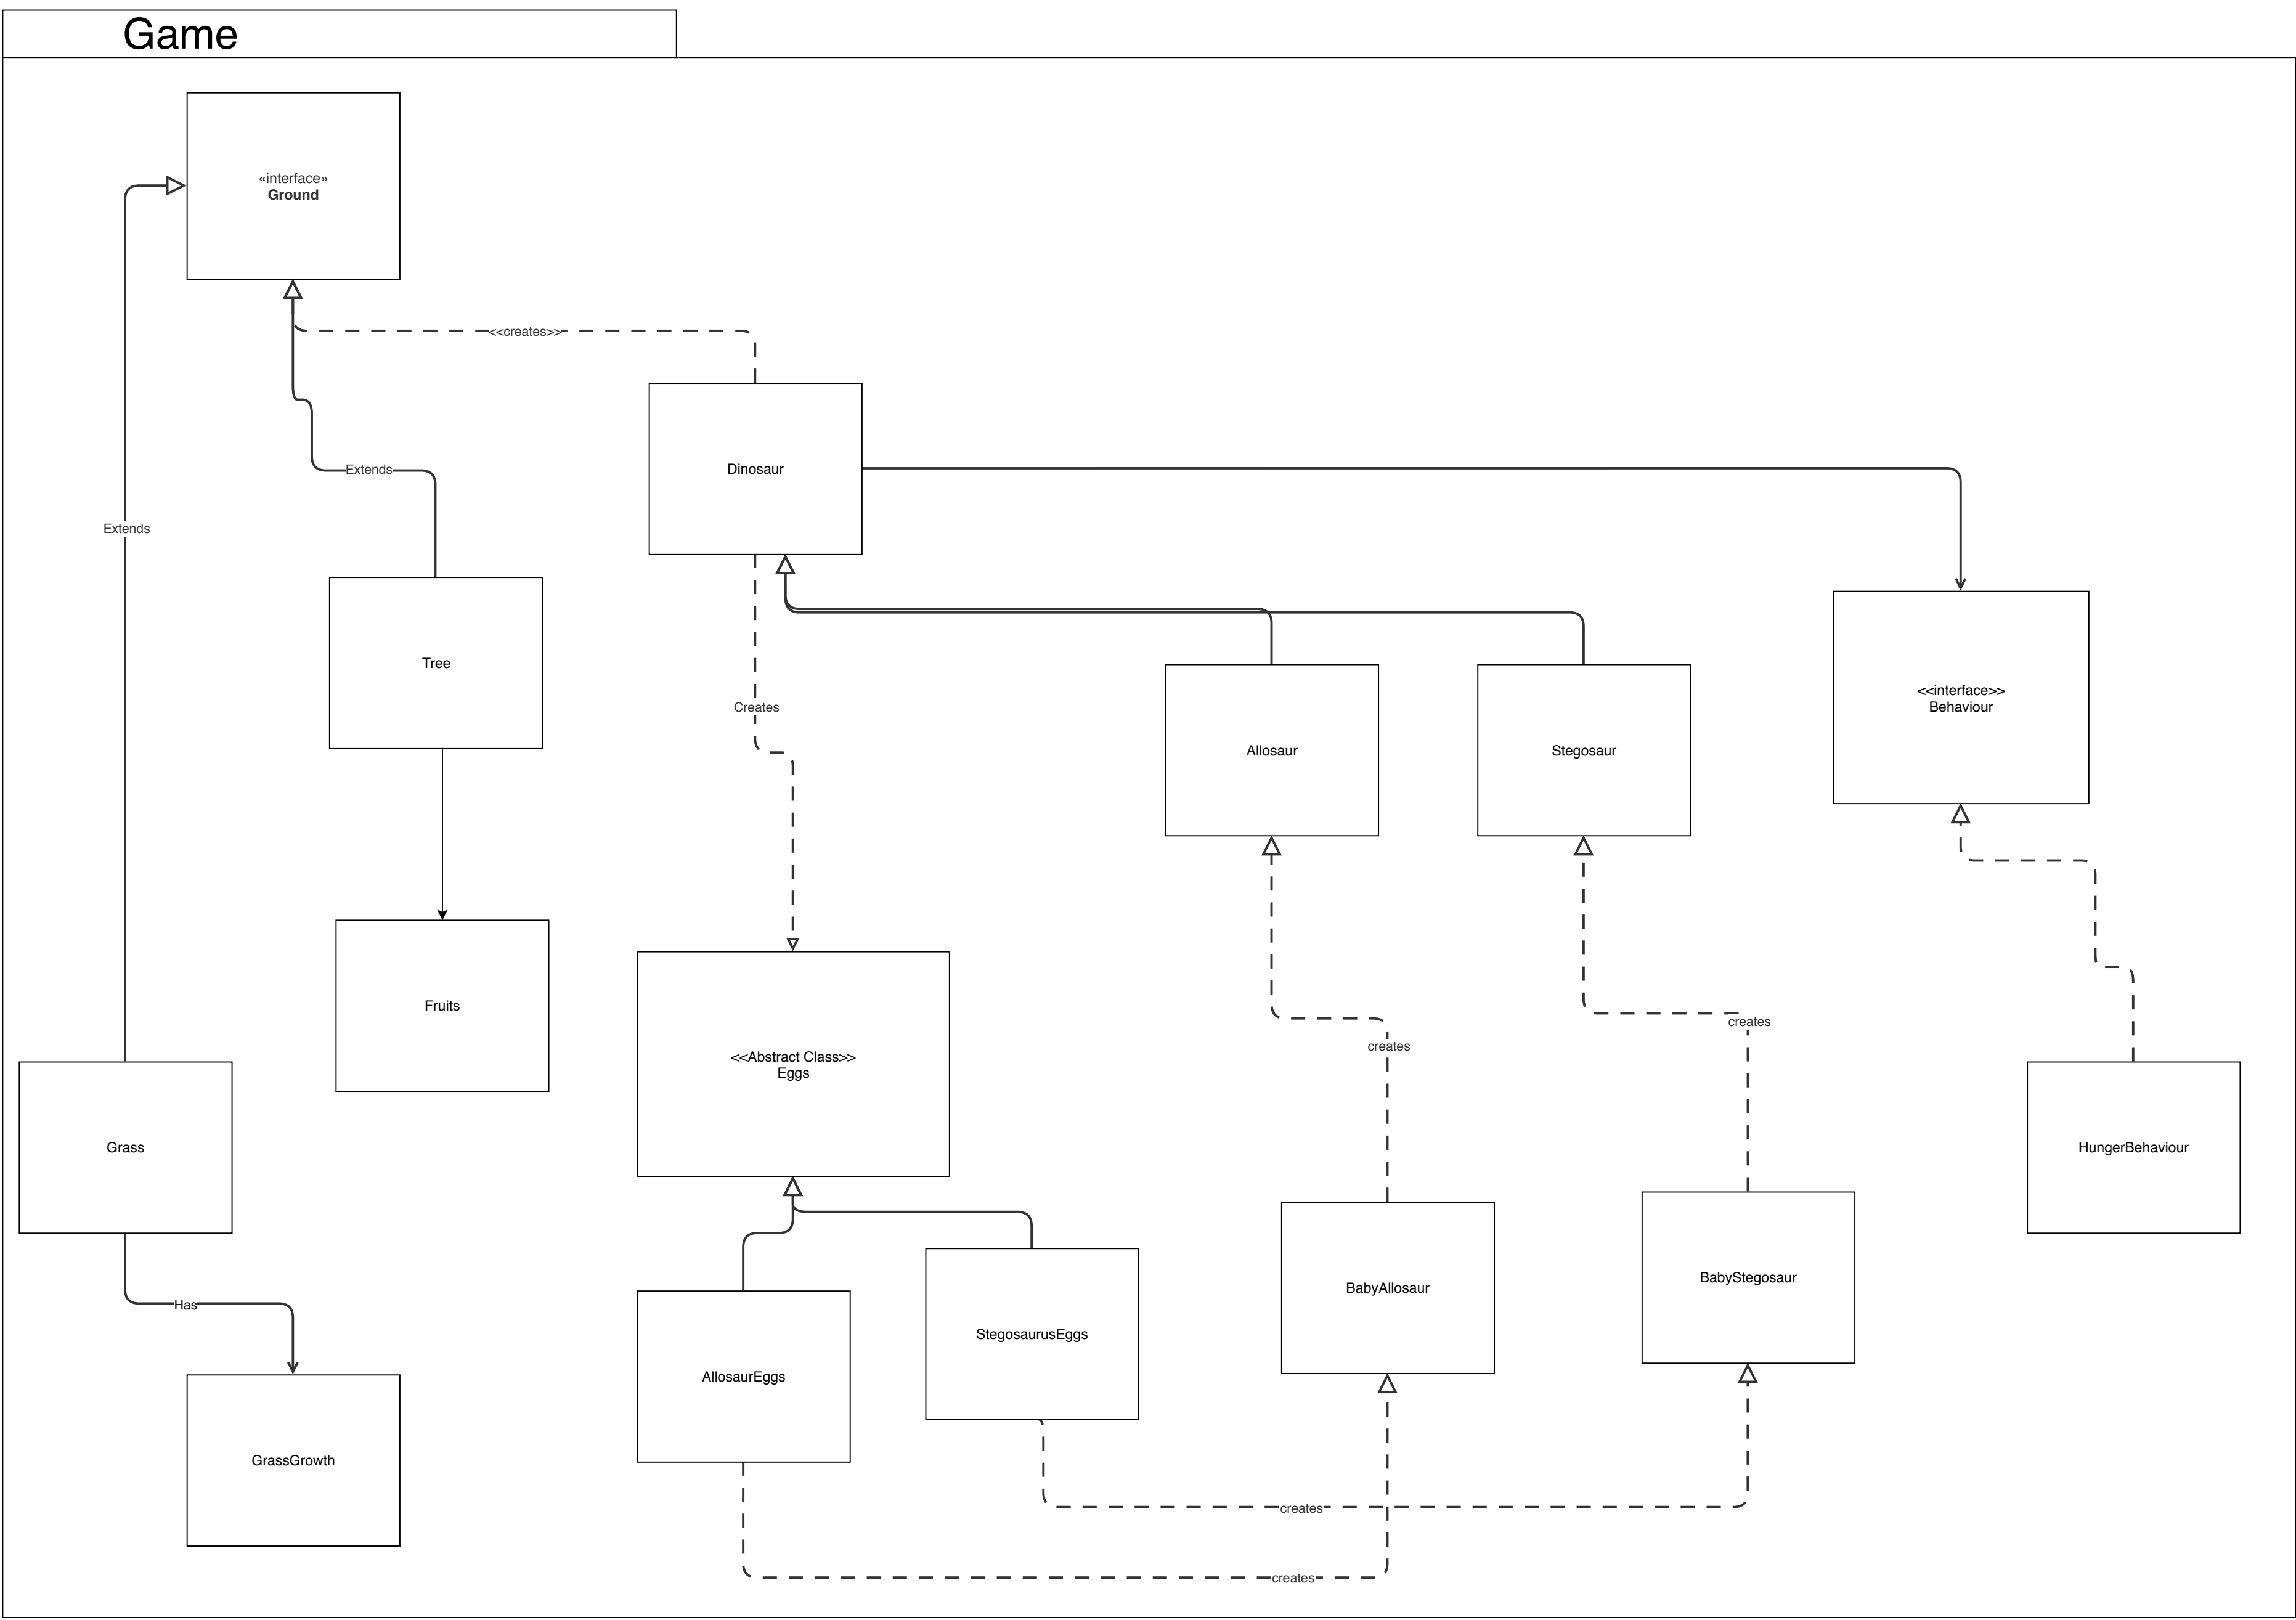 Game
«interface»
Ground
<<creates>>
Dinosaur
Extends
Extends
Tree
<<interface>>
Behaviour
Creates
Allosaur
Stegosaur
Fruits
creates
creates
<<Abstract Class>>
Eggs
Grass
HungerBehaviour
BabyStegosaur
BabyAllosaur
Has
StegosaurusEggs
AllosaurEggs
GrassGrowth
creates
creates